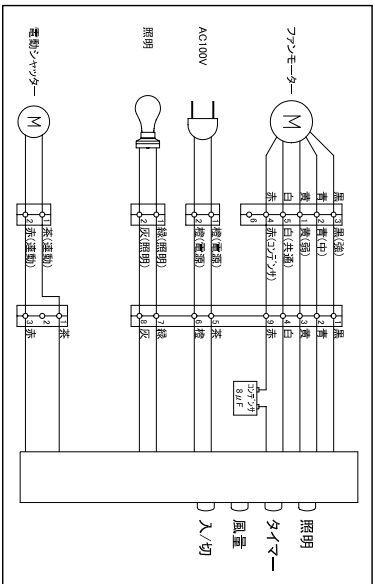 ファンモーター
M
黒 3 黒(強) 1 黒
青 2 青(中) 2 青
黄 1 黄(弱) 3 黄
白 5 白(共通) 4 白
赤 4 赤(コンデンサ) 9 赤
6
コンデンサ
8μF
AC100V
1 橙(電源) 5 茶
2 橙(電源) 6 橙
照明
1 緑(照明) 7 緑
2 灰(照明) 8 灰
電動シャッター
M
1 茶(連動) 1 茶
2
2 赤(連動) 3 赤
照明
タイマー
風量
入/切